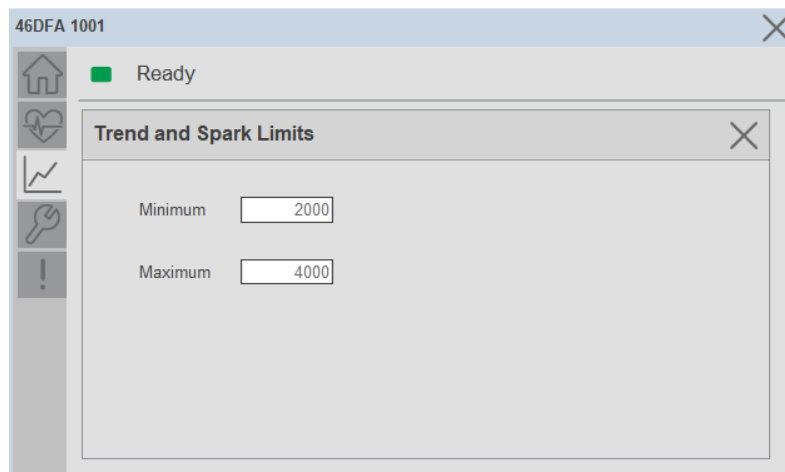 46DFA 1001
Ready
Trend and Spark Limits
Minimum 2000
Maximum 4000